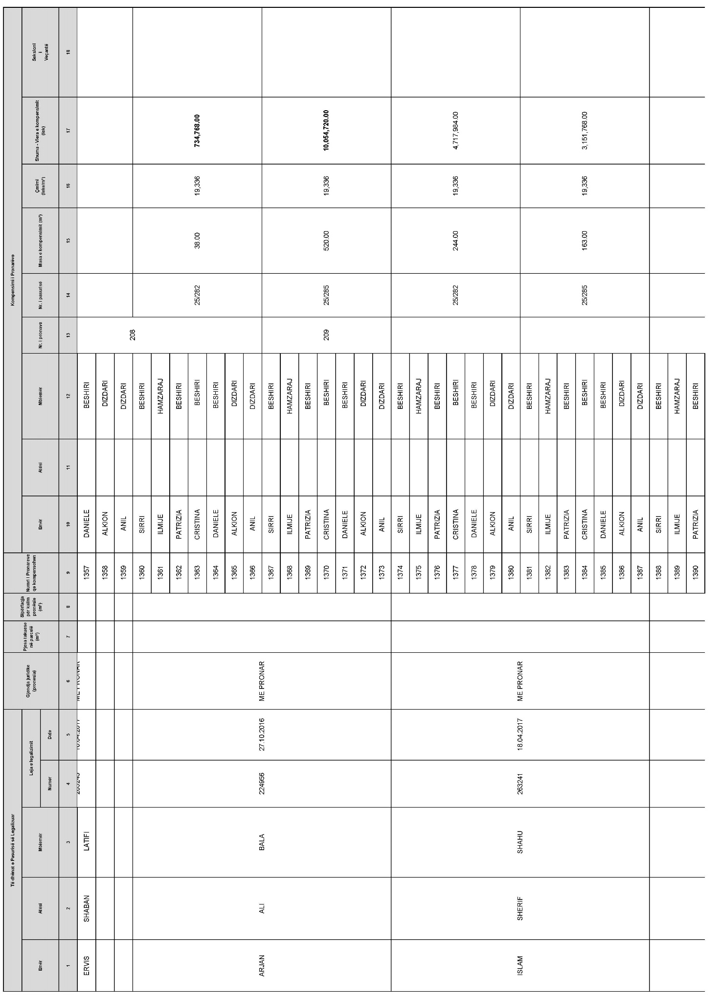 Të dhënat e Pasurisë së Legalizuar
Kompensimi i Pronarëve
Emër
Atësi
Mbiemër
Leja e legalizimit
Numer
Date
Gjendja juridike
(pronesia)
Pjesa takuese
në parcelë
(m²)
Sipërfaqja
për kalim
pronësie
(m²)
Numri i Pronareve
qe kompensohen
Emër
Atësi
Mbiemër
Nr. i pronave
Nr. i pasurisë
Masa e kompensimit (m²)
Çmimi
(leke/m²)
Shuma - Vlera e kompensimit
(lek)
Seksioni
i
Veçantë
1 2 3 4 5 6 7 8 9 10 11 12 13 14 15 16 17 18
ERVIS SHABAN LATIFI ME PRONAR 1357 DANIELE BESHIRI
1358 ALKION DIZDARI
1359 ANIL DIZDARI
208
1360 SIRRI BESHIRI
1361 ILMIJE HAMZARAJ
1362 PATRIZIA BESHIRI
1363 CRISTINA BESHIRI 25/282 38.00 19,336 734,768.00
1364 DANIELE BESHIRI
1365 ALKION DIZDARI
1366 ANIL DIZDARI
ARJAN ALI BALA 224956 27.10.2016 ME PRONAR 1367 SIRRI BESHIRI
1368 ILMIJE HAMZARAJ
1369 PATRIZIA BESHIRI
1370 CRISTINA BESHIRI 209 25/285 520.00 19,336 10,054,720.00
1371 DANIELE BESHIRI
1372 ALKION DIZDARI
1373 ANIL DIZDARI
1374 SIRRI BESHIRI
1375 ILMIJE HAMZARAJ
1376 PATRIZIA BESHIRI
1377 CRISTINA BESHIRI 25/282 244.00 19,336 4,717,984.00
1378 DANIELE BESHIRI
1379 ALKION DIZDARI
1380 ANIL DIZDARI
ISLAM SHERIF SHAHU 263241 18.04.2017 ME PRONAR 1381 SIRRI BESHIRI
1382 ILMIJE HAMZARAJ
1383 PATRIZIA BESHIRI
1384 CRISTINA BESHIRI 25/285 163.00 19,336 3,151,768.00
1385 DANIELE BESHIRI
1386 ALKION DIZDARI
1387 ANIL DIZDARI
1388 SIRRI BESHIRI
1389 ILMIJE HAMZARAJ
1390 PATRIZIA BESHIRI